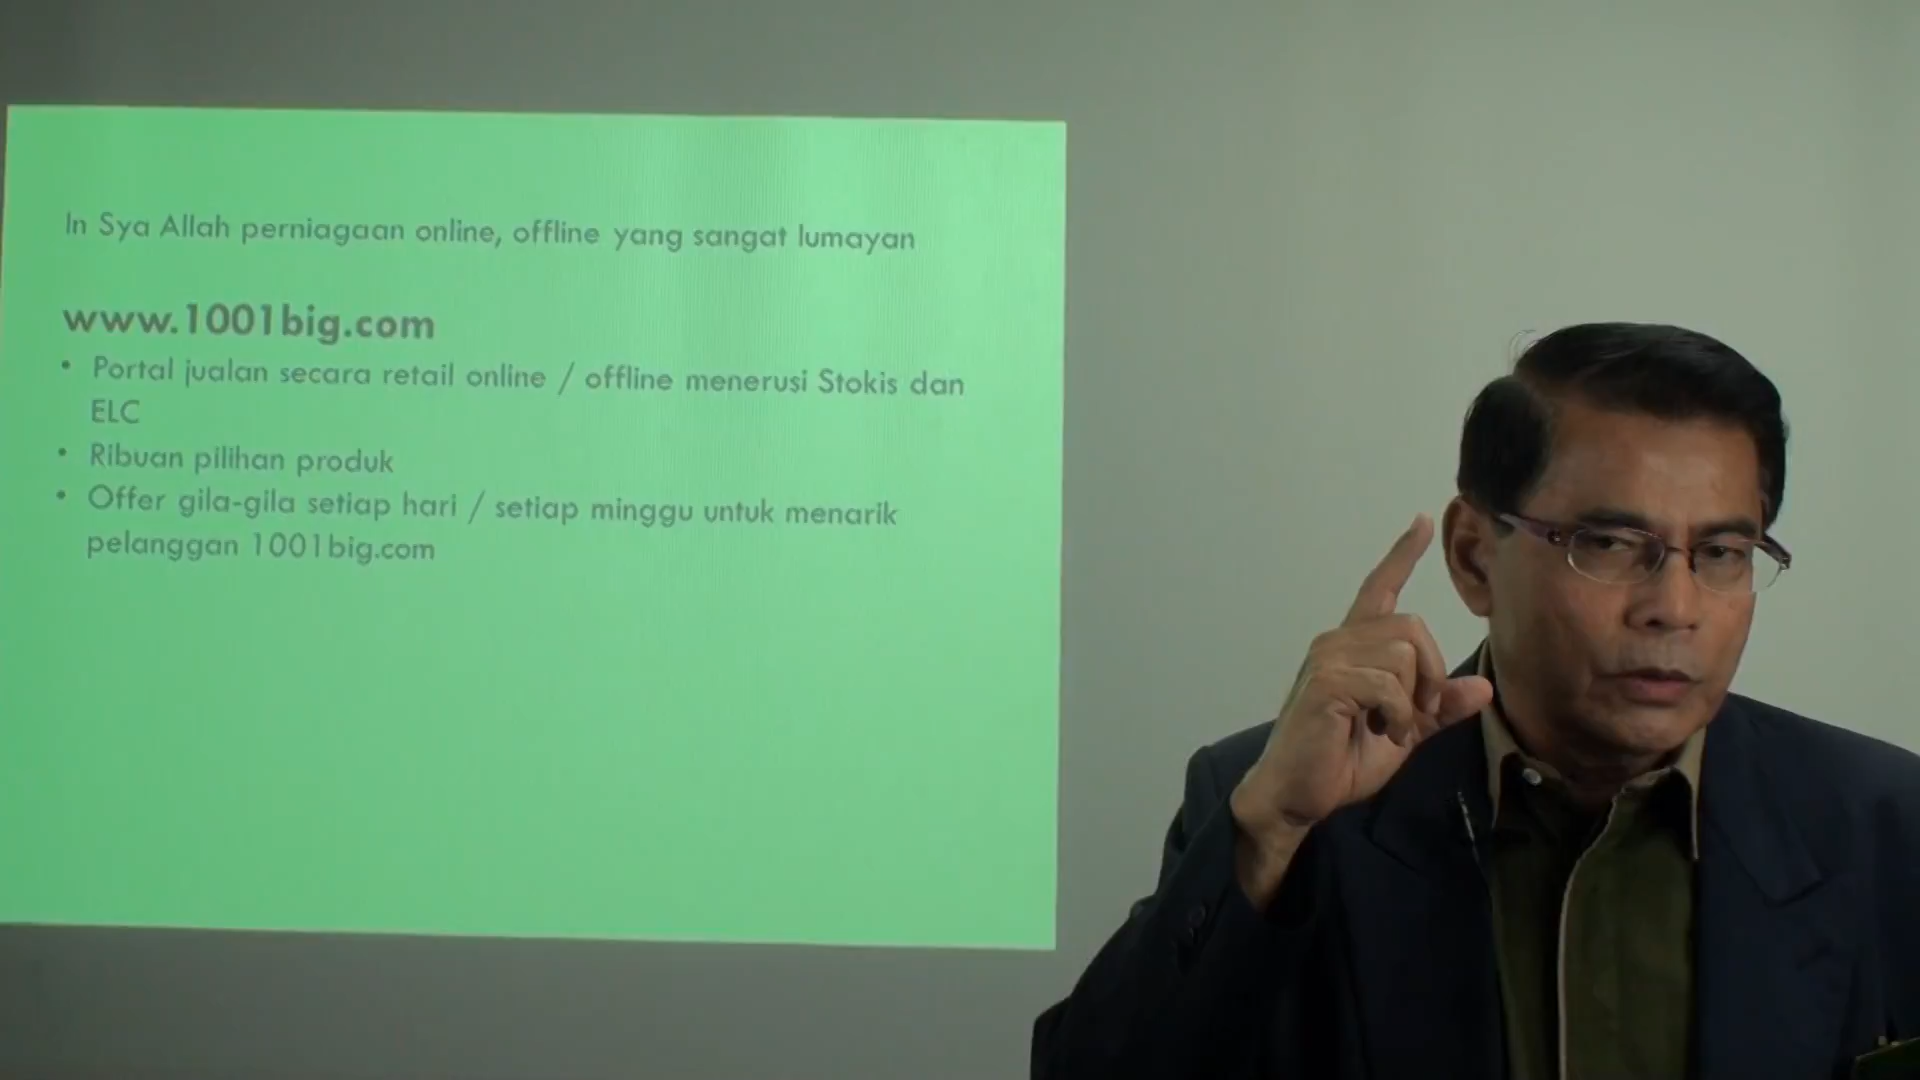 In Sya Allah perniagaan online, offline yang sangat lumayan
www.1001big.com
• Portal jualan secara retail online / offline menerusi Stokis dan
ELC
• Ribuan pilihan produk
• Offer gila-gila setiap hari / setiap minggu untuk menarik
pelanggan 1001big.com